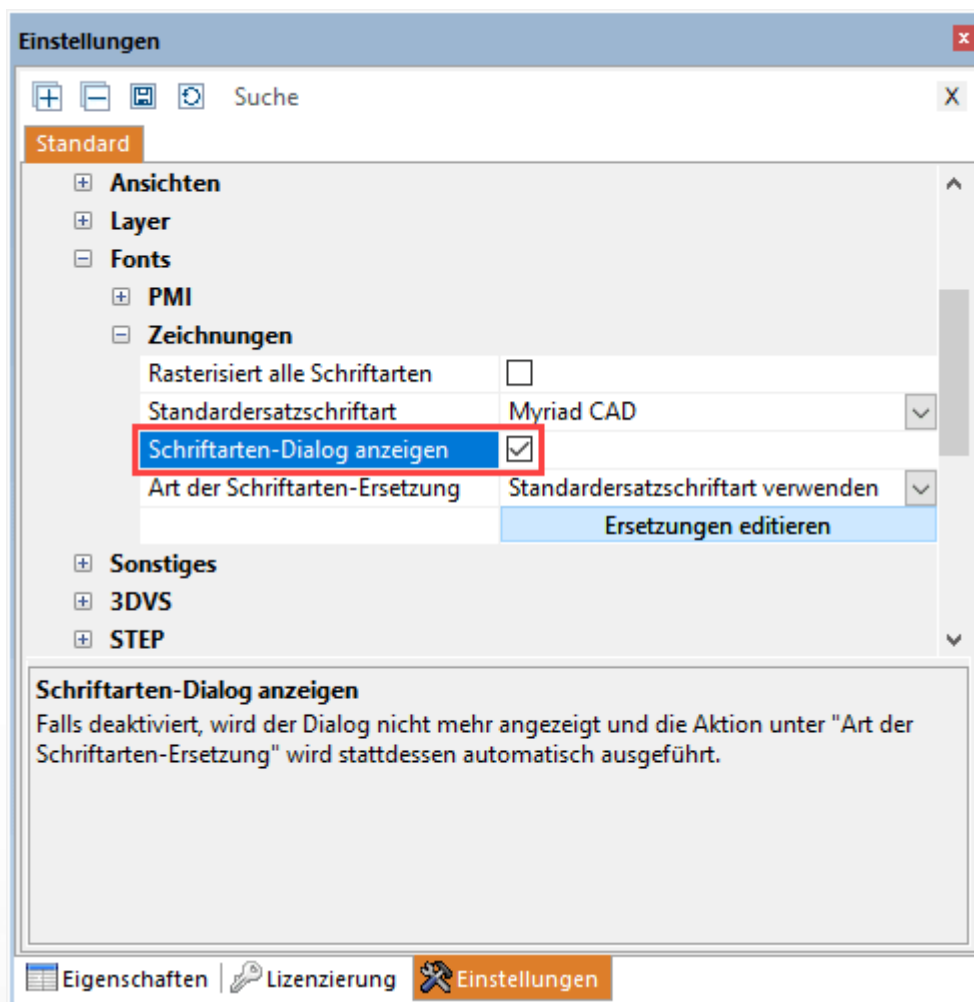 Einstellungen
x
Suche
X
Standard
Ansichten
Layer
Fonts
PMI
Zeichnungen
Rasterisiert alle Schriftarten
Standardersatzschriftart Myriad CAD
Schriftarten-Dialog anzeigen
Art der Schriftarten-Ersetzung Standardersatzschriftart verwenden
Ersetzungen editieren
Sonstiges
3DVS
STEP
Schriftarten-Dialog anzeigen
Falls deaktiviert, wird der Dialog nicht mehr angezeigt und die Aktion unter "Art der
Schriftarten-Ersetzung" wird stattdessen automatisch ausgeführt.
Eigenschaften Lizenzierung Einstellungen